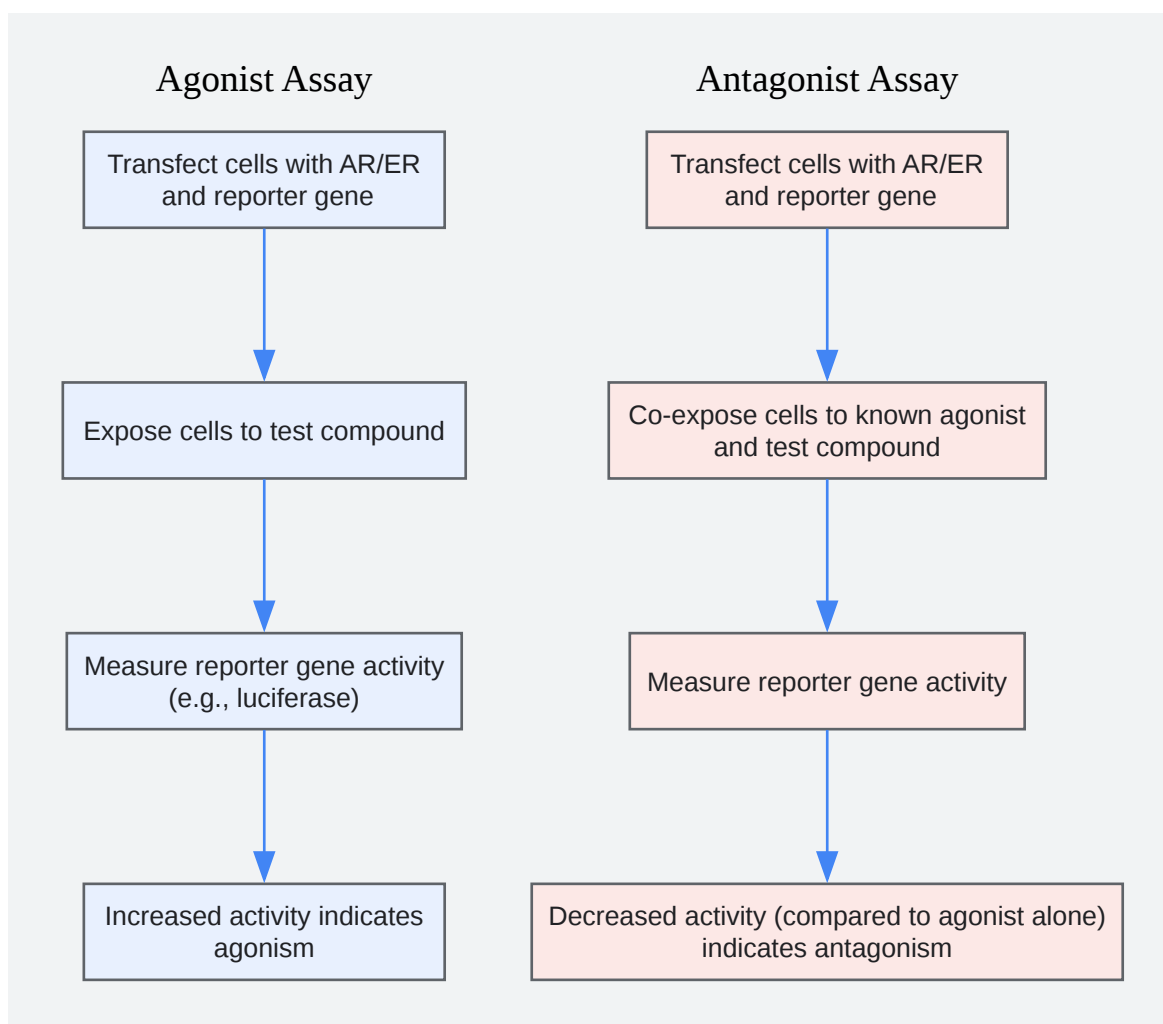 Agonist Assay
Transfect cells with AR/ER
and reporter gene
Expose cells to test compound
Measure reporter gene activity
(e.g., luciferase)
Increased activity indicates
agonism
Antagonist Assay
Transfect cells with AR/ER
and reporter gene
Co-expose cells to known agonist
and test compound
Measure reporter gene activity
Decreased activity (compared to agonist alone)
indicates antagonism